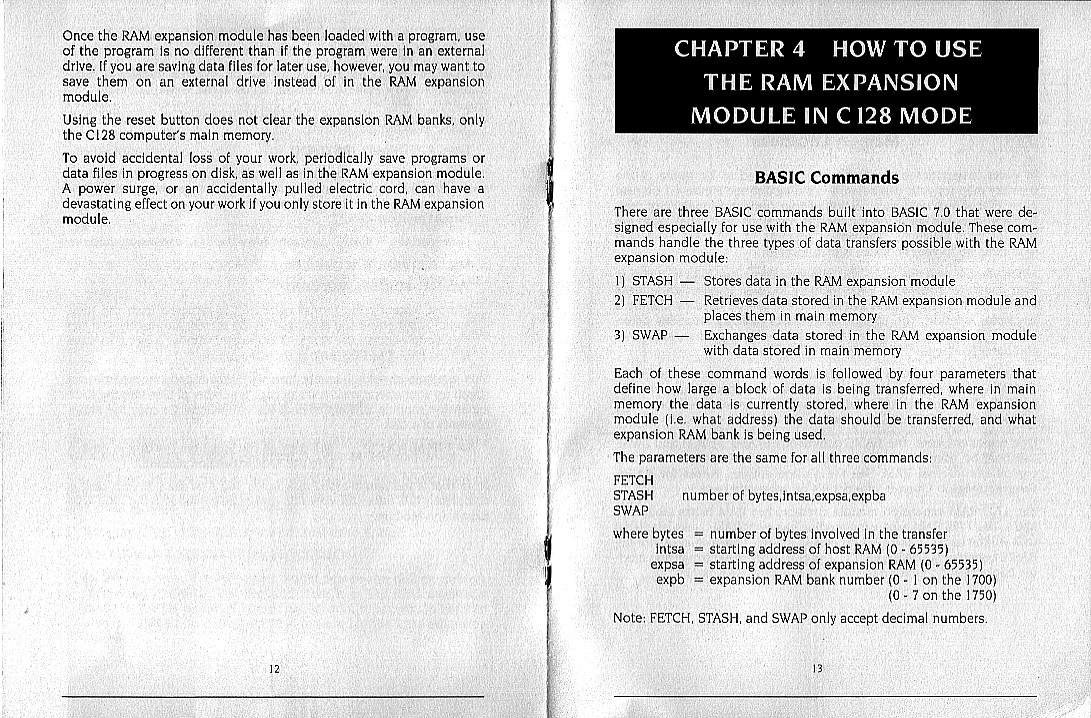 Once the RAM expansion module has been loaded with a program, use
of the program is no different than if the program were in an external
drive. If you are saving data files for later use, however, you may want to
save them on an external drive instead of in the RAM expansion
module.
Using the reset button does not clear the expansion RAM banks, only
the C128 computer's main memory.
To avoid accidental loss of your work, periodically save programs or
data files in progress on disk, as well as in the RAM expansion module.
A power surge, or an accidentally pulled electric cord, can have a
devastating effect on your work if you only store it in the RAM expansion
module.
12
CHAPTER 4 HOW TO USE
THE RAM EXPANSION
MODULE IN C128 MODE
BASIC Commands
There are three BASIC commands built into BASIC 7.0 that were de-
signed especially for use with the RAM expansion module. These com-
mands handle the three types of data transfers possible with the RAM
expansion module:
1) STASH — Stores data in the RAM expansion module
2) FETCH — Retrieves data stored in the RAM expansion module and
places them in main memory
3) SWAP — Exchanges data stored in the RAM expansion module
with data stored in main memory
Each of these command words is followed by four parameters that
define how large a block of data is being transferred, where in main
memory the data is currently stored, where in the RAM expansion
module (i.e. what address) the data should be transferred, and what
expansion RAM bank is being used.
The parameters are the same for all three commands:
FETCH
STASH number of bytes,intsa,expsa,expba
SWAP
where bytes = number of bytes involved in the transfer
intsa = starting address of host RAM (0 - 65535)
expsa = starting address of expansion RAM (0 - 65535)
expb = expansion RAM bank number (0 - 1 on the 1700)
(0 - 7 on the 1750)
Note: FETCH, STASH, and SWAP only accept decimal numbers.
13